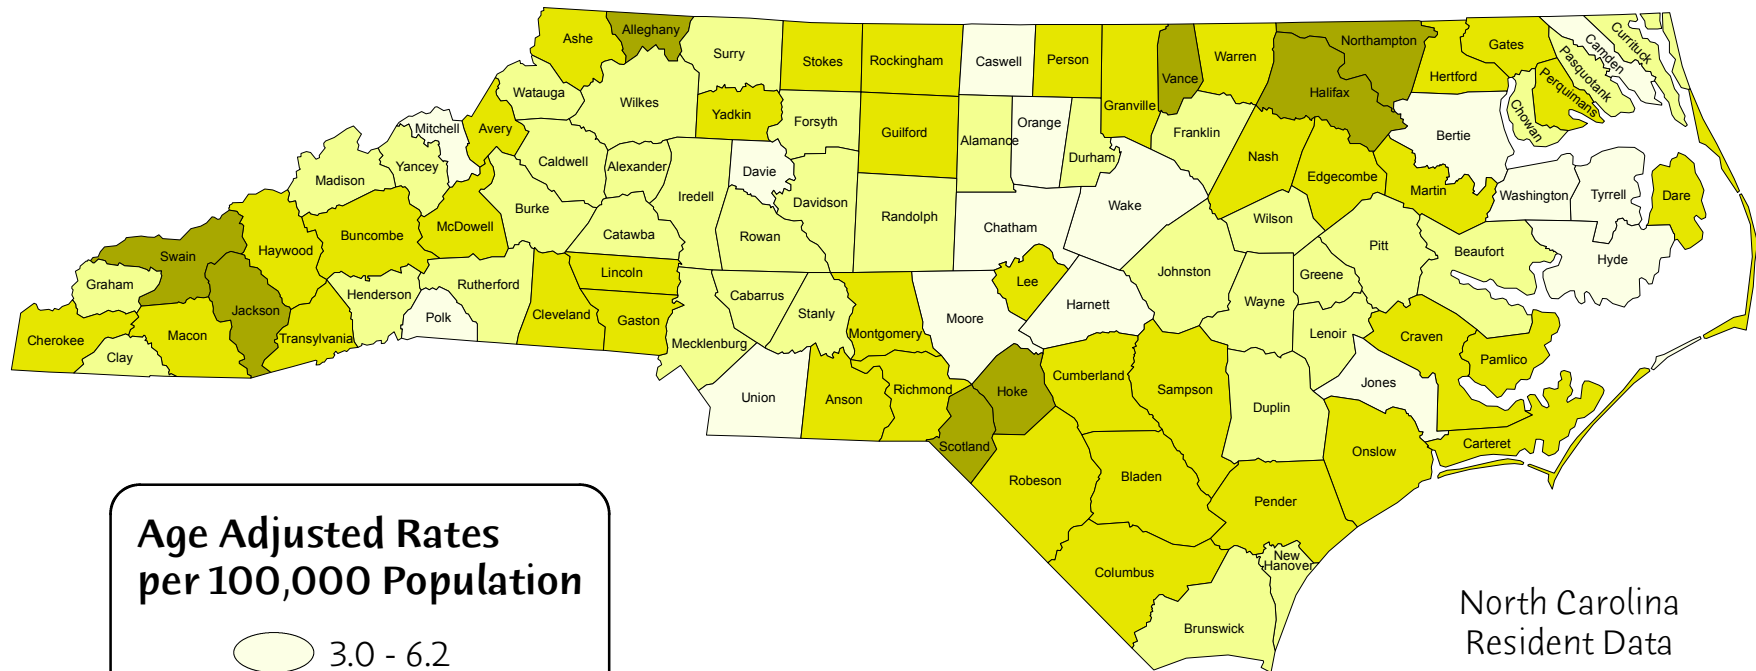 Alleghany
Ashe
Surry
Stokes
Rockingham
Caswell
Person
Granville
Vance
Warren
Northampton
Halifax
Hertford
Gates
Currituck
Camden
Pasquotank
Perquimans
Chowan
Bertie
Watauga
Wilkes
Yadkin
Forsyth
Guilford
Alamance
Orange
Durham
Franklin
Nash
Edgecombe
Martin
Washington
Tyrrell
Dare
Mitchell
Avery
Yancey
Madison
Caldwell
Alexander
Iredell
Davie
Davidson
Randolph
Chatham
Wake
Wilson
Pitt
Beaufort
Hyde
Buncombe
McDowell
Burke
Catawba
Rowan
Haywood
Swain
Graham
Jackson
Cherokee
Clay
Macon
Transylvania
Henderson
Polk
Rutherford
Cleveland
Lincoln
Gaston
Mecklenburg
Cabarrus
Stanly
Montgomery
Moore
Lee
Harnett
Johnston
Wayne
Greene
Lenoir
Craven
Pamlico
Jones
Union
Anson
Richmond
Scotland
Hoke
Cumberland
Sampson
Duplin
Onslow
Carteret
Robeson
Bladen
Pender
Columbus
New
Hanover
Brunswick
Age Adjusted Rates
per 100,000 Population
3.0 - 6.2
North Carolina
Resident Data